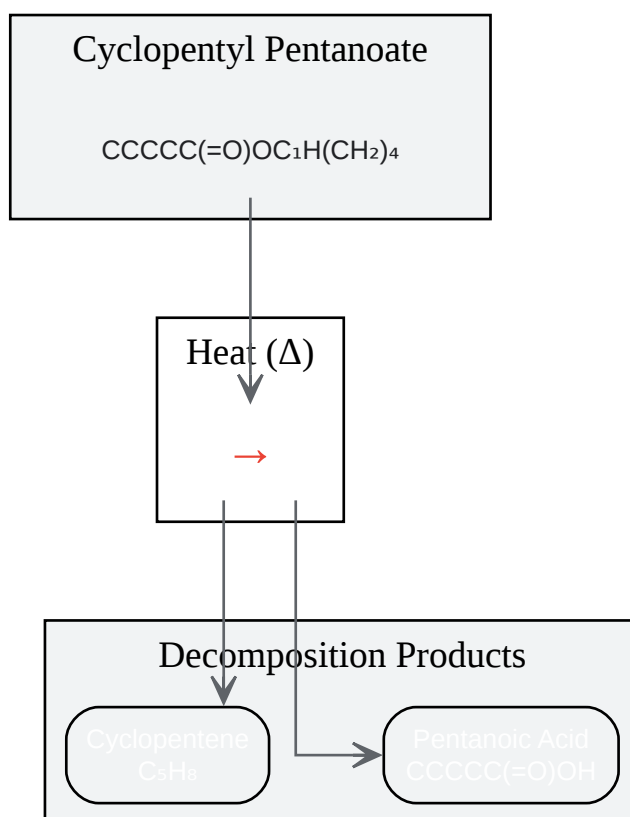 Cyclopentyl Pentanoate
CCCCC(=O)OC₁H(CH₂)₄
Heat (Δ)
→
Decomposition Products
Cyclopentene
C₅H₈
Pentanoic Acid
CCCCC(=O)OH